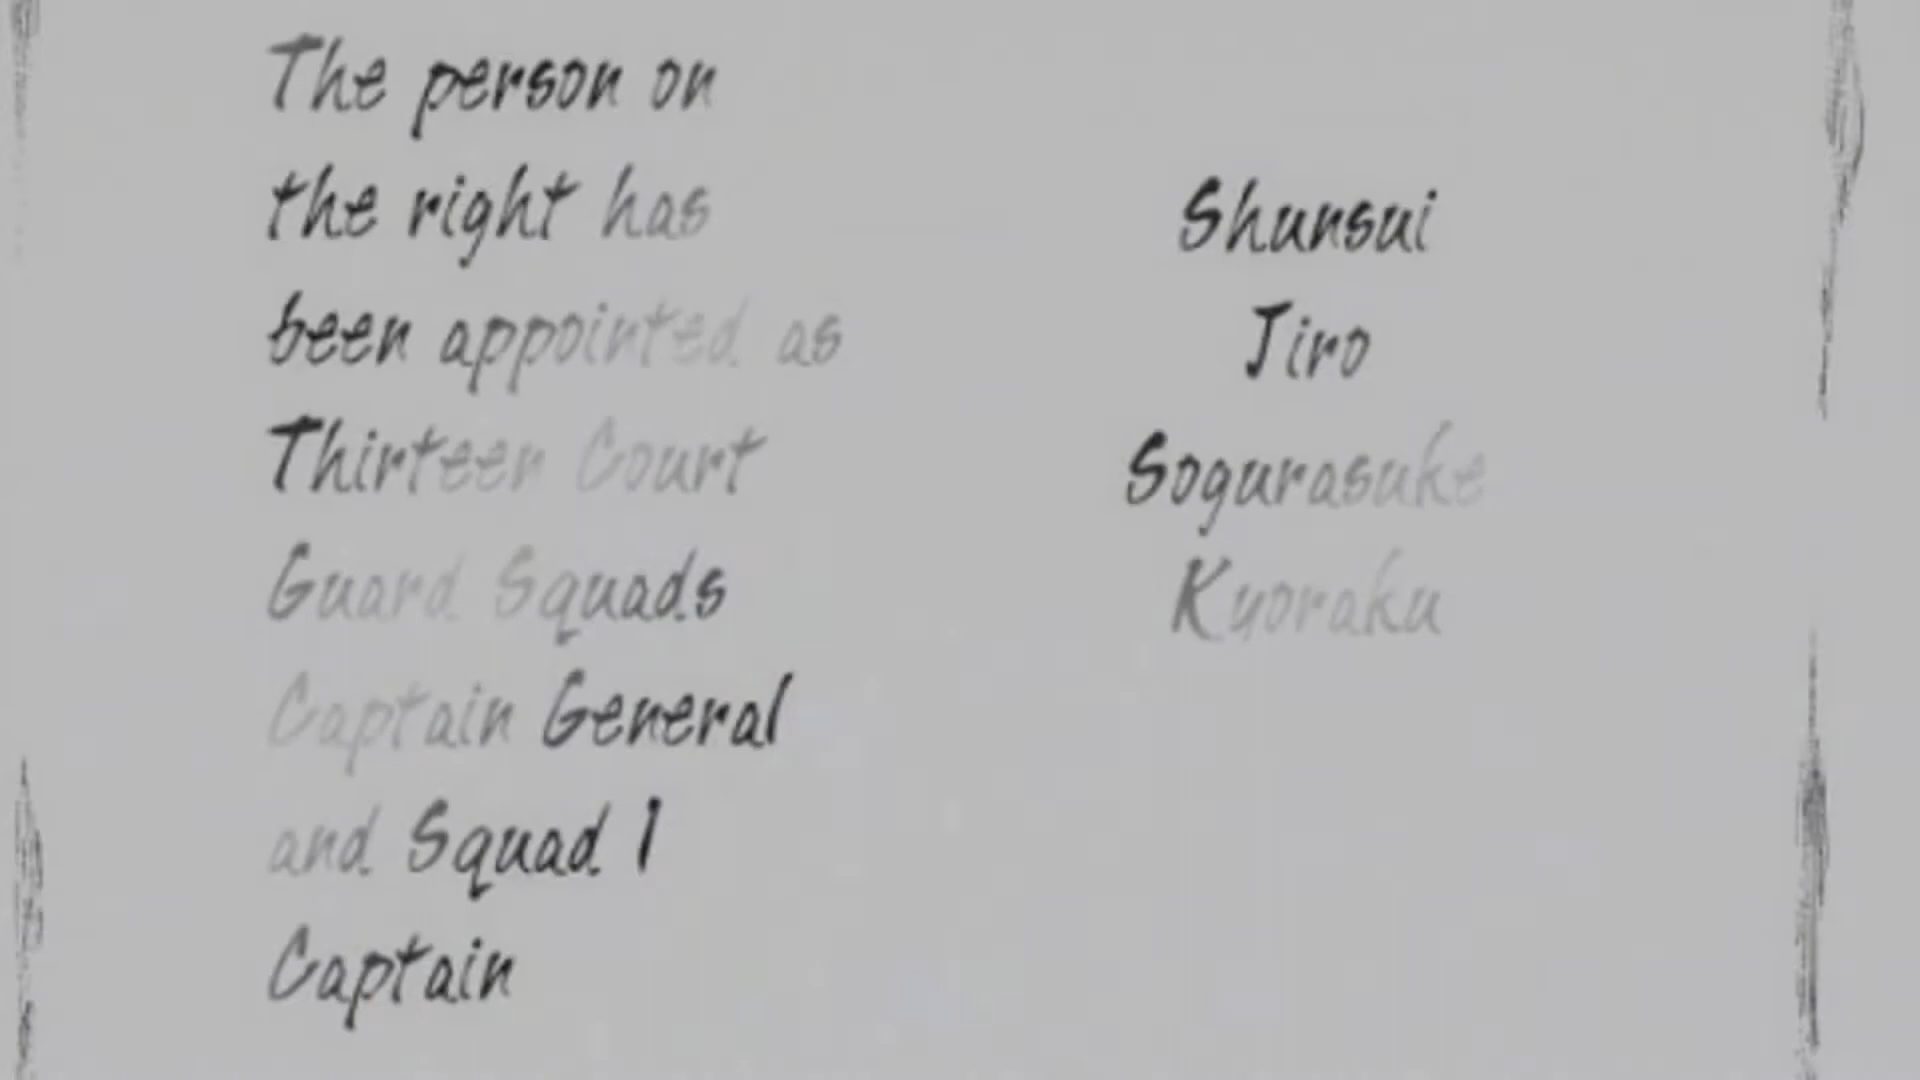 The person on
the right has
been appointed as
Thirteen Court
Guard Squads
Captain General
and Squad 1
Captain
Shunsui
Jiro
Sogurasuke
Kyoraku